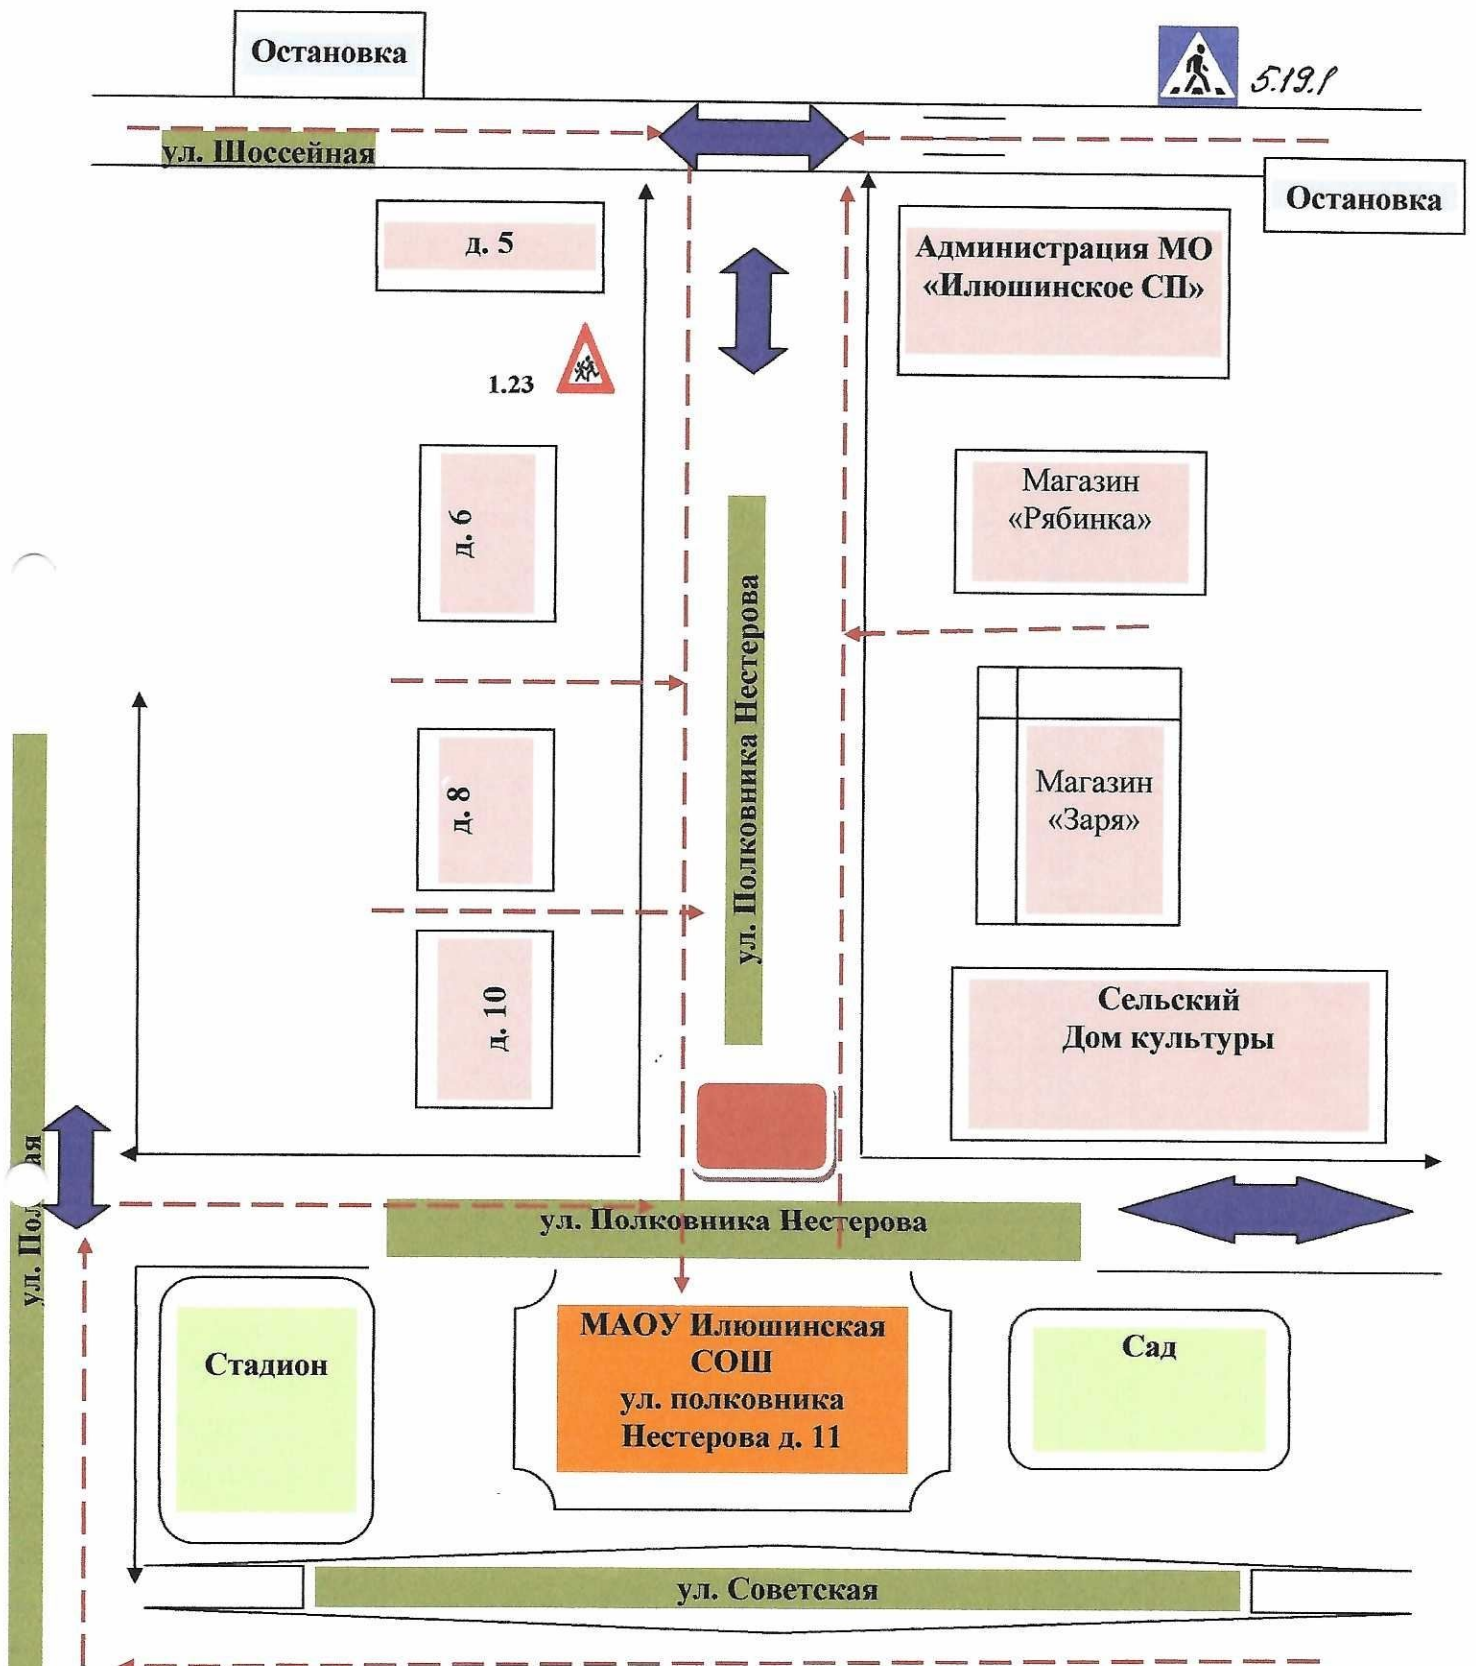 Остановка
5.19.1
ул. Шоссейная
Остановка
д. 5
Администрация МО
«Илюшинское СП»
1.23
д. 6
Магазин
«Рябинка»
ул. Полковника Нестерова
д. 8
Магазин
«Заря»
д. 10
Сельский
Дом культуры
ул. Полковника Нестерова
Стадион
МАОУ Илюшинская
СОШ
ул. полковника
Нестерова д. 11
Сад
ул. Советская
ул.